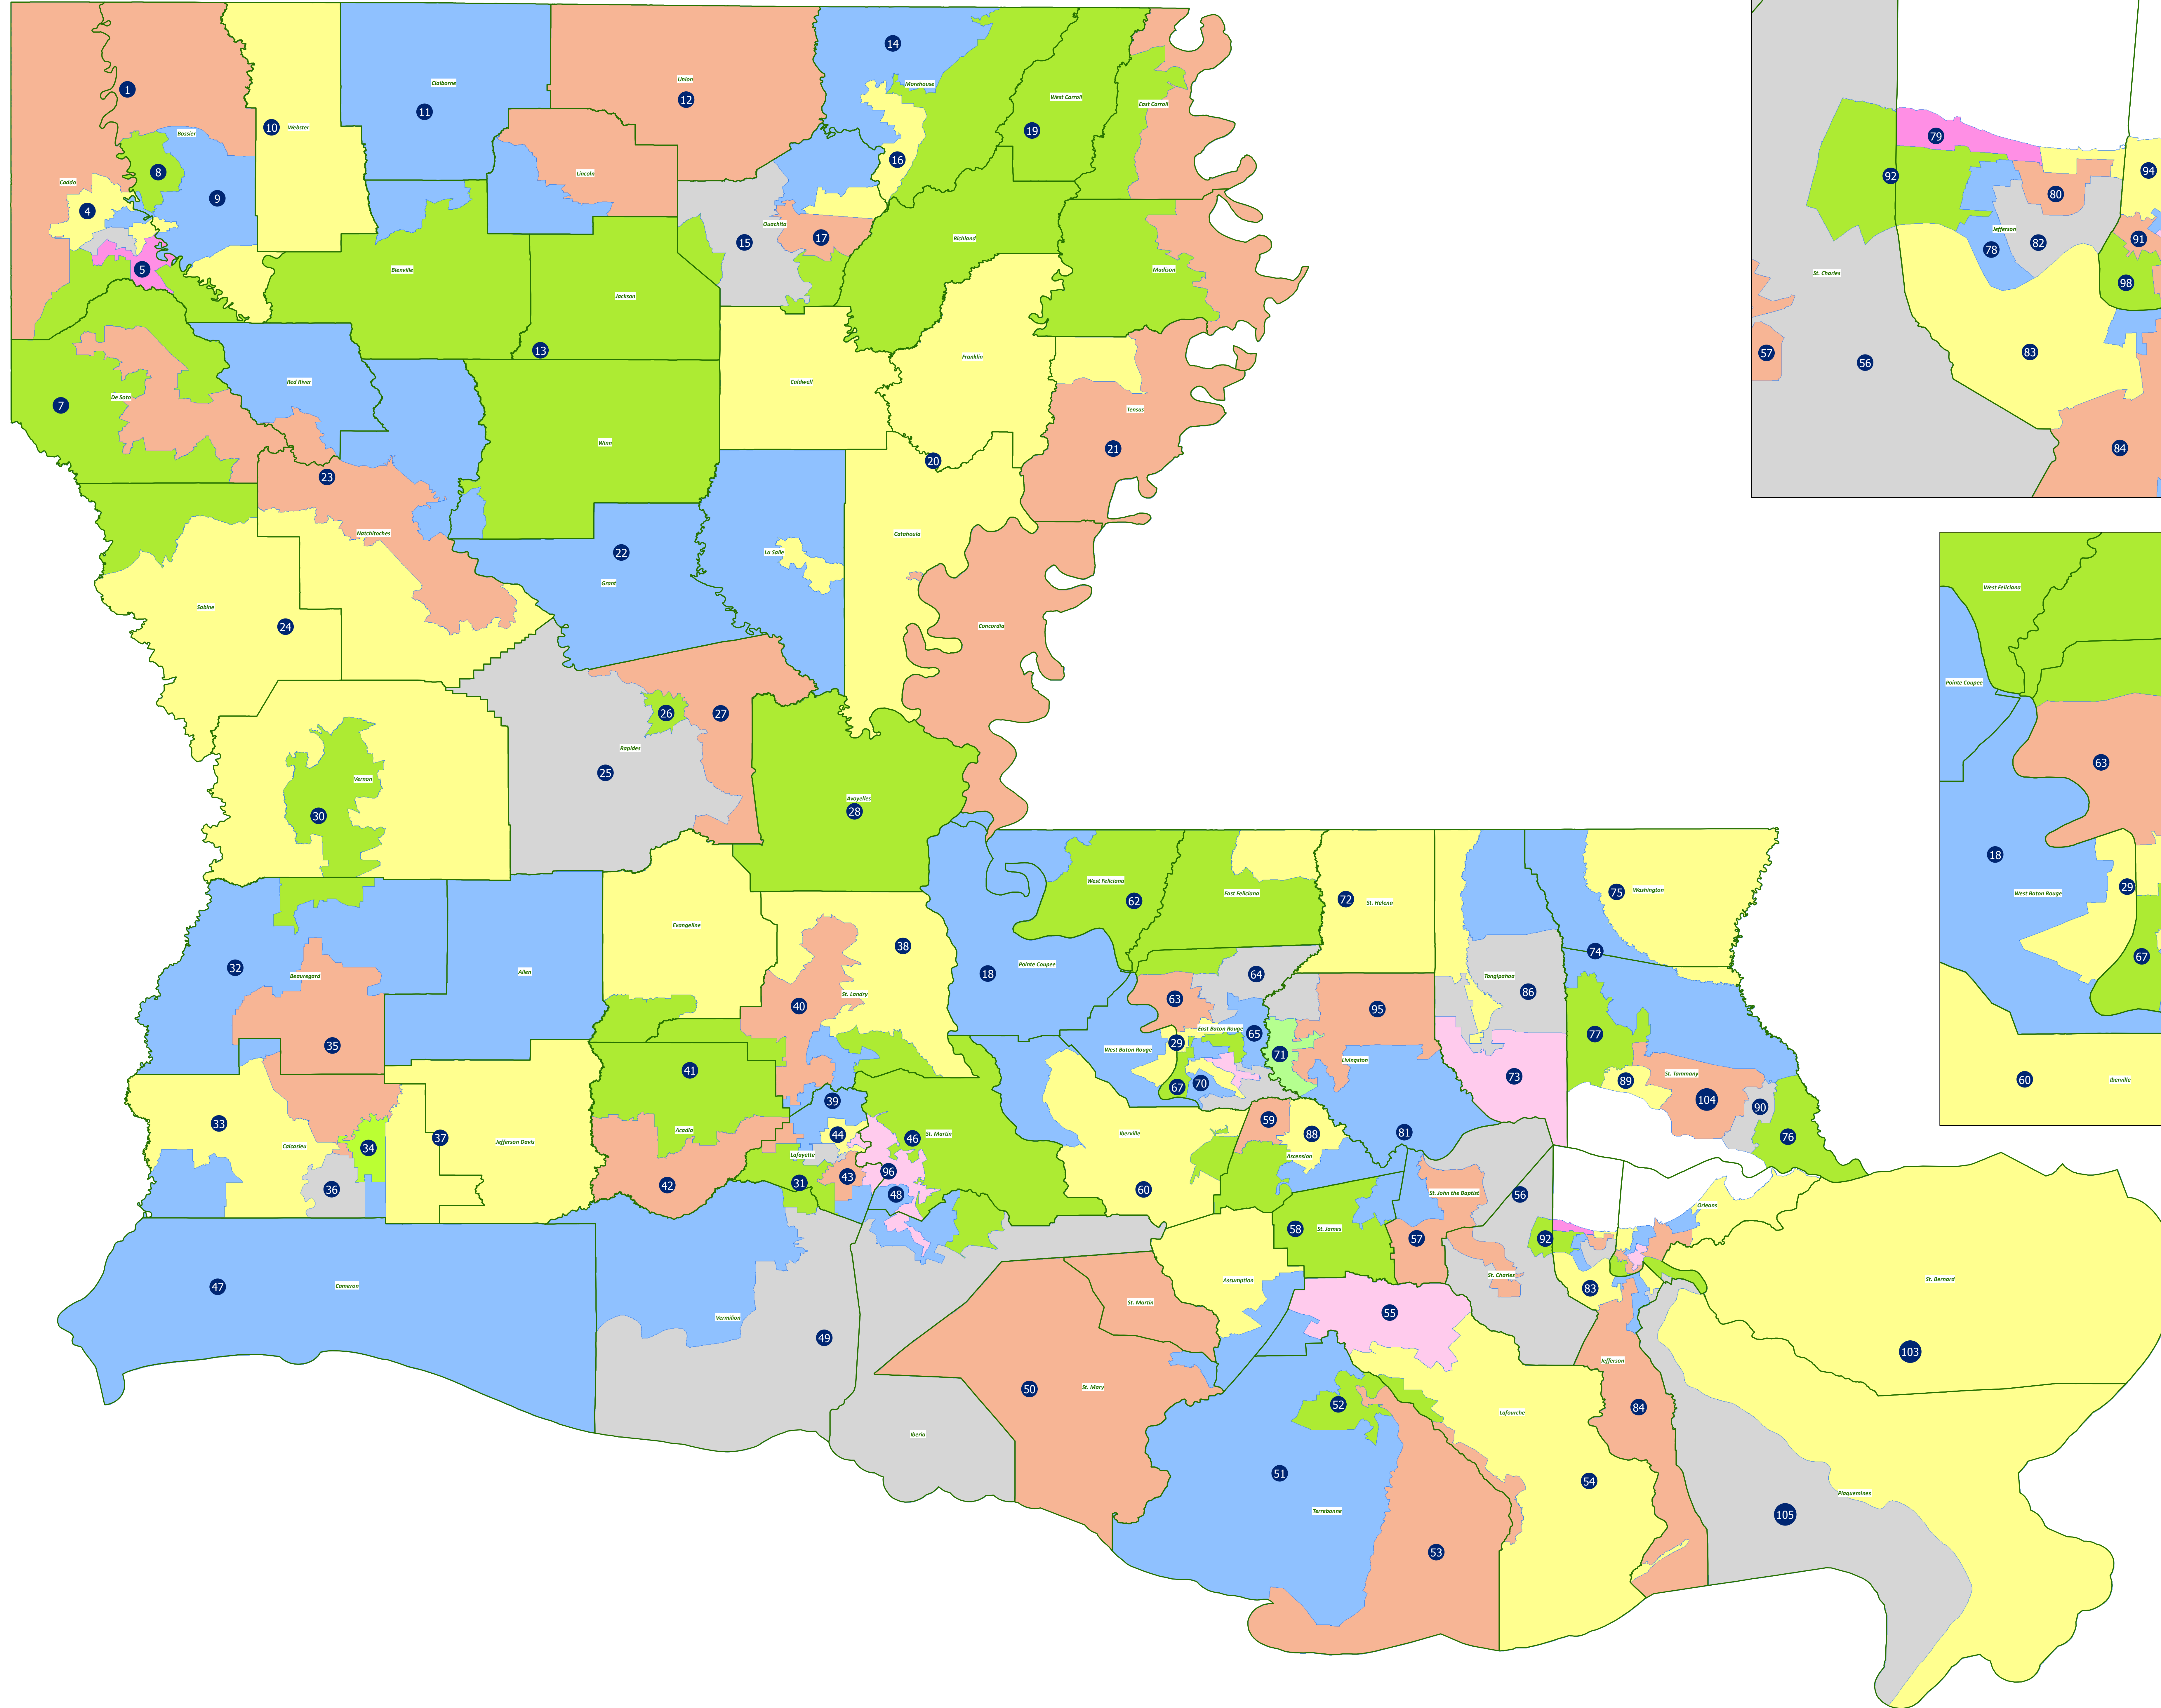 14
Union
Claiborne
Morehouse
1
12
West Carroll
East Carroll
11
10
Webster
Bossier
19
79
16
94
8
Lincoln
92
Caddo
9
80
4
Ouachita
Jefferson
17
Richland
91
15
82
78
5
Bienville
Madison
St. Charles
98
Jackson
13
83
57
Franklin
56
Red River
Caldwell
De Soto
7
Tensas
Winn
21
84
20
23
Natchitoches
Catahoula
22
La Salle
Grant
West Feliciana
Sabine
24
Concordia
Pointe Coupee
26
27
Rapides
63
25
Vernon
Avoyelles
28
30
18
West Feliciana
29
East Feliciana
75
Washington
West Baton Rouge
72
62
St. Helena
Evangeline
38
74
67
Pointe Coupee
32
Allen
18
64
Beauregard
Tangipahoa
86
St. Landry
63
40
95
East Baton Rouge
65
77
29
35
West Baton Rouge
71
Livingston
41
St. Tammany
73
89
60
Iberville
70
67
39
104
90
59
33
Acadia
81
44
88
76
37
46
St. Martin
Iberville
Jefferson Davis
Calcasieu
34
Lafayette
Ascension
96
43
31
42
36
60
48
St. John the Baptist
56
Orleans
58
St. James
57
92
St. Charles
Assumption
St. Bernard
47
Cameron
83
St. Martin
55
Vermilion
49
103
Jefferson
50
St. Mary
52
84
Lafourche
Iberia
51
54
Plaquemines
Terrebonne
105
53